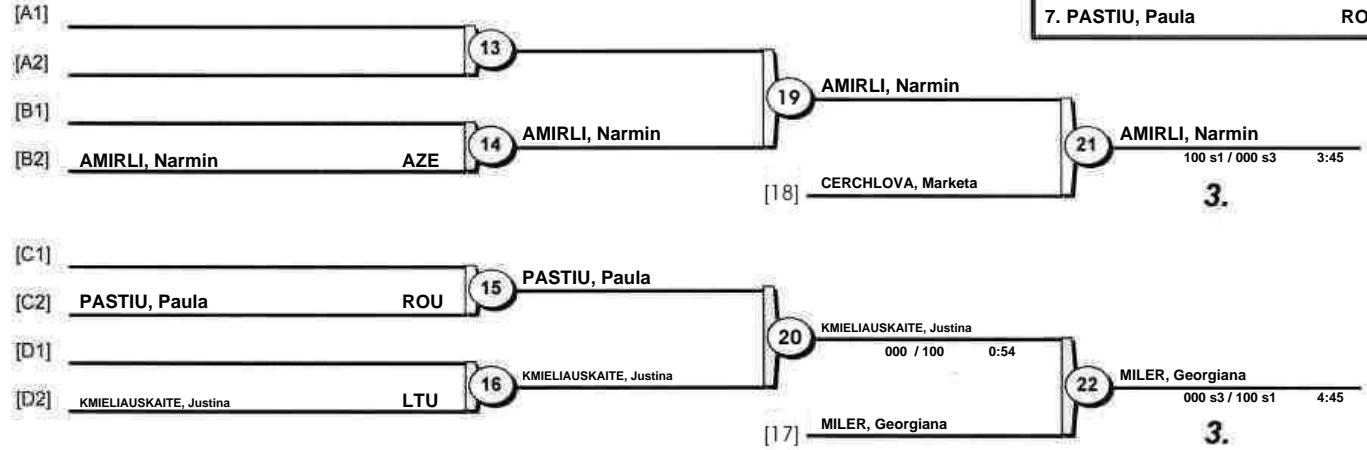 [A1]
7. PASTIU, Paula RO
13
[A2]
AMIRLI, Narmin
19
[B1]
AMIRLI, Narmin
AMIRLI, Narmin
14
21
[B2] AMIRLI, Narmin AZE
100 s1 / 000 s3 3:45
[18] CERCHLOVA, Marketa
3.
[C1]
PASTIU, Paula
15
[C2] PASTIU, Paula ROU
KMIELIAUSKAITE, Justina
20
000 / 100 0:54
[D1]
KMIELIAUSKAITE, Justina
MILER, Georgiana
16
22
[D2] KMIELIAUSKAITE, Justina LTU
000 s3 / 100 s1 4:45
[17] MILER, Georgiana
3.